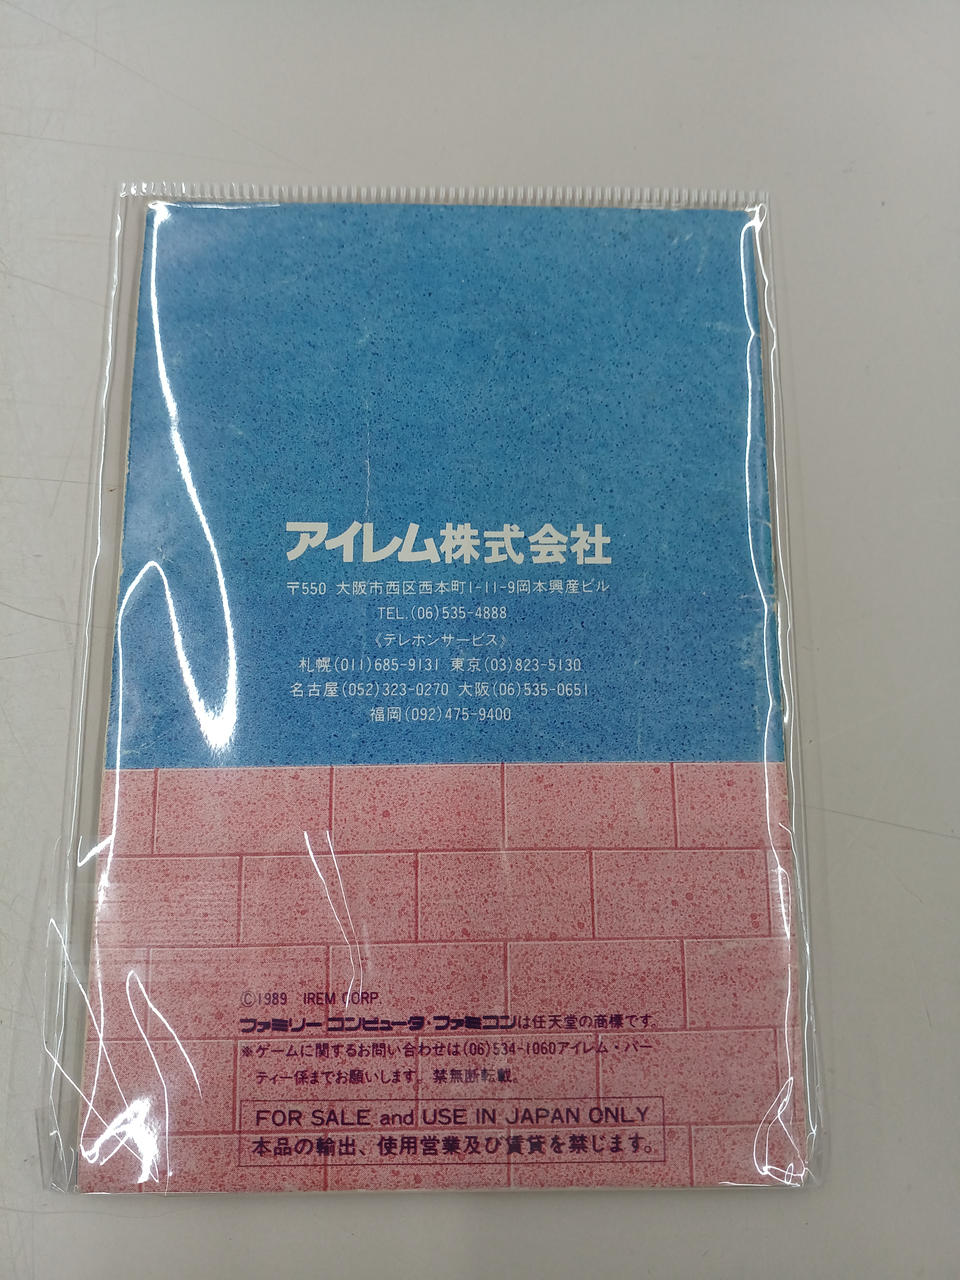 アイレム株式会社
〒550 大阪市西区西本町1-11-9岡本興産ビル
TEL.(06)535-4888
《テレホンサービス》
札幌(011)685-9131 東京(03)823-5130
名古屋(052)323-0270 大阪(06)535-0651
福岡(092)475-9400
©1989 IREM CORP.
ファミリーコンピュータ・ファミコンは任天堂の商標です。
※ゲームに関するお問い合わせは(06)534-1060アイレム・パー
ティー係までお願いします。禁無断転載。
FOR SALE and USE IN JAPAN ONLY
本品の輸出、使用営業及び賃貸を禁じます。